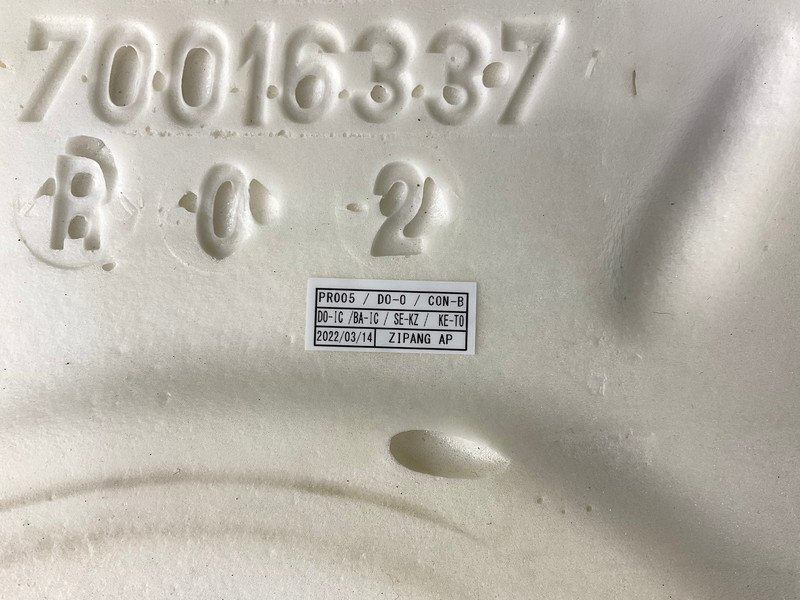 70016337
R 0 2
PR005 / DO-O / CON-B
DO-IC /BA-IC / SE-KZ / KE-TO
2022/03/14 ZIPANG AP